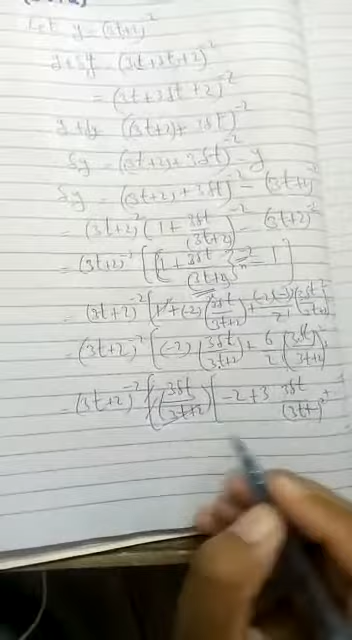 (3t+2)
Let y = (3t+2)^-2
y+δy = (3t+3δt+2)^-2
= (3t+3δt+2)^-2
y+δy = ((3t+2)+3δt)^-2
δy = ((3t+2)+3δt)^-2 - y
δy = ((3t+2)+3δt)^-2 - (3t+2)^-2
= (3t+2)^-2 (1+3δt/(3t+2))^-2 - (3t+2)^-2
= (3t+2)^-2 [(1+3δt/(3t+2))^-2 - 1]
= (3t+2)^-2 [1+(-2)(3δt/3t+2)+(-2)(-3)/2! (3δt/3t+2)
= (3t+2)^-2 [(-2)(3δt/3t+2)+6/2(3δt/3t+2)
= (3t+2)^-2 (3δt/3t+2)[-2+3 3δt/(3t+